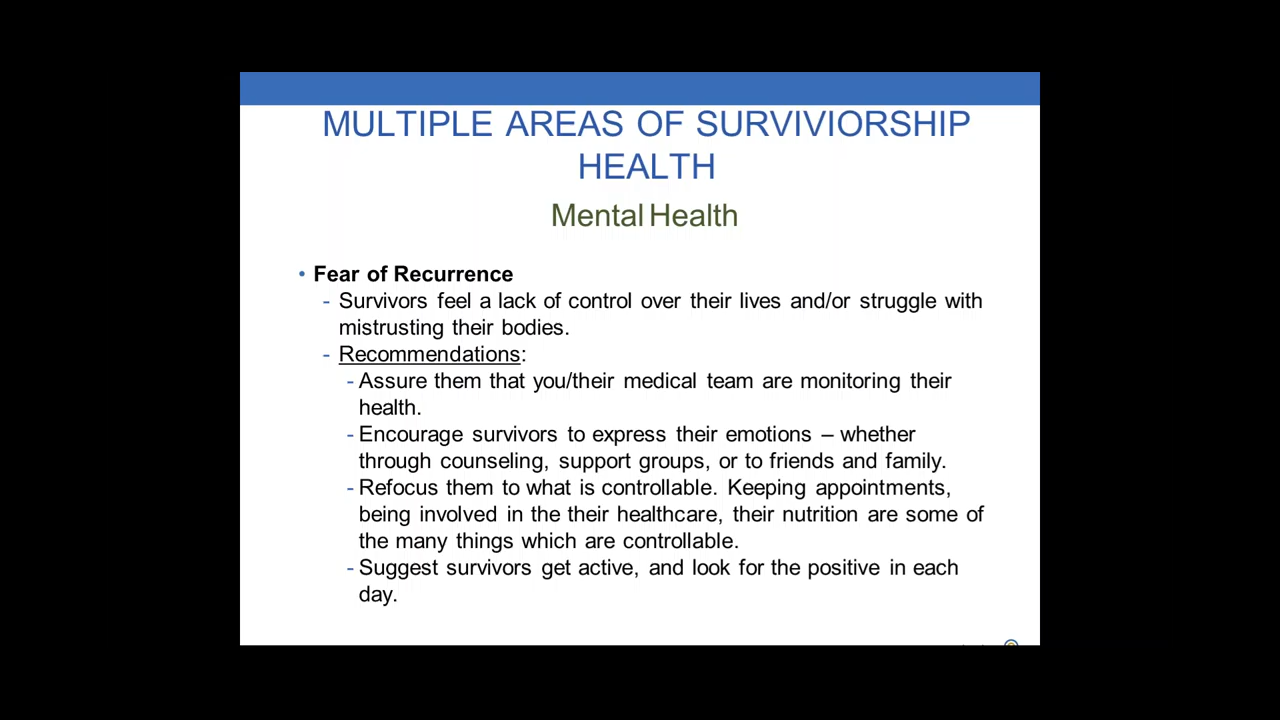 MULTIPLE AREAS OF SURVIVIORSHIP
HEALTH
Mental Health
• Fear of Recurrence
- Survivors feel a lack of control over their lives and/or struggle with
mistrusting their bodies.
- Recommendations:
- Assure them that you/their medical team are monitoring their
health.
- Encourage survivors to express their emotions – whether
through counseling, support groups, or to friends and family.
- Refocus them to what is controllable. Keeping appointments,
being involved in the their healthcare, their nutrition are some of
the many things which are controllable.
- Suggest survivors get active, and look for the positive in each
day.